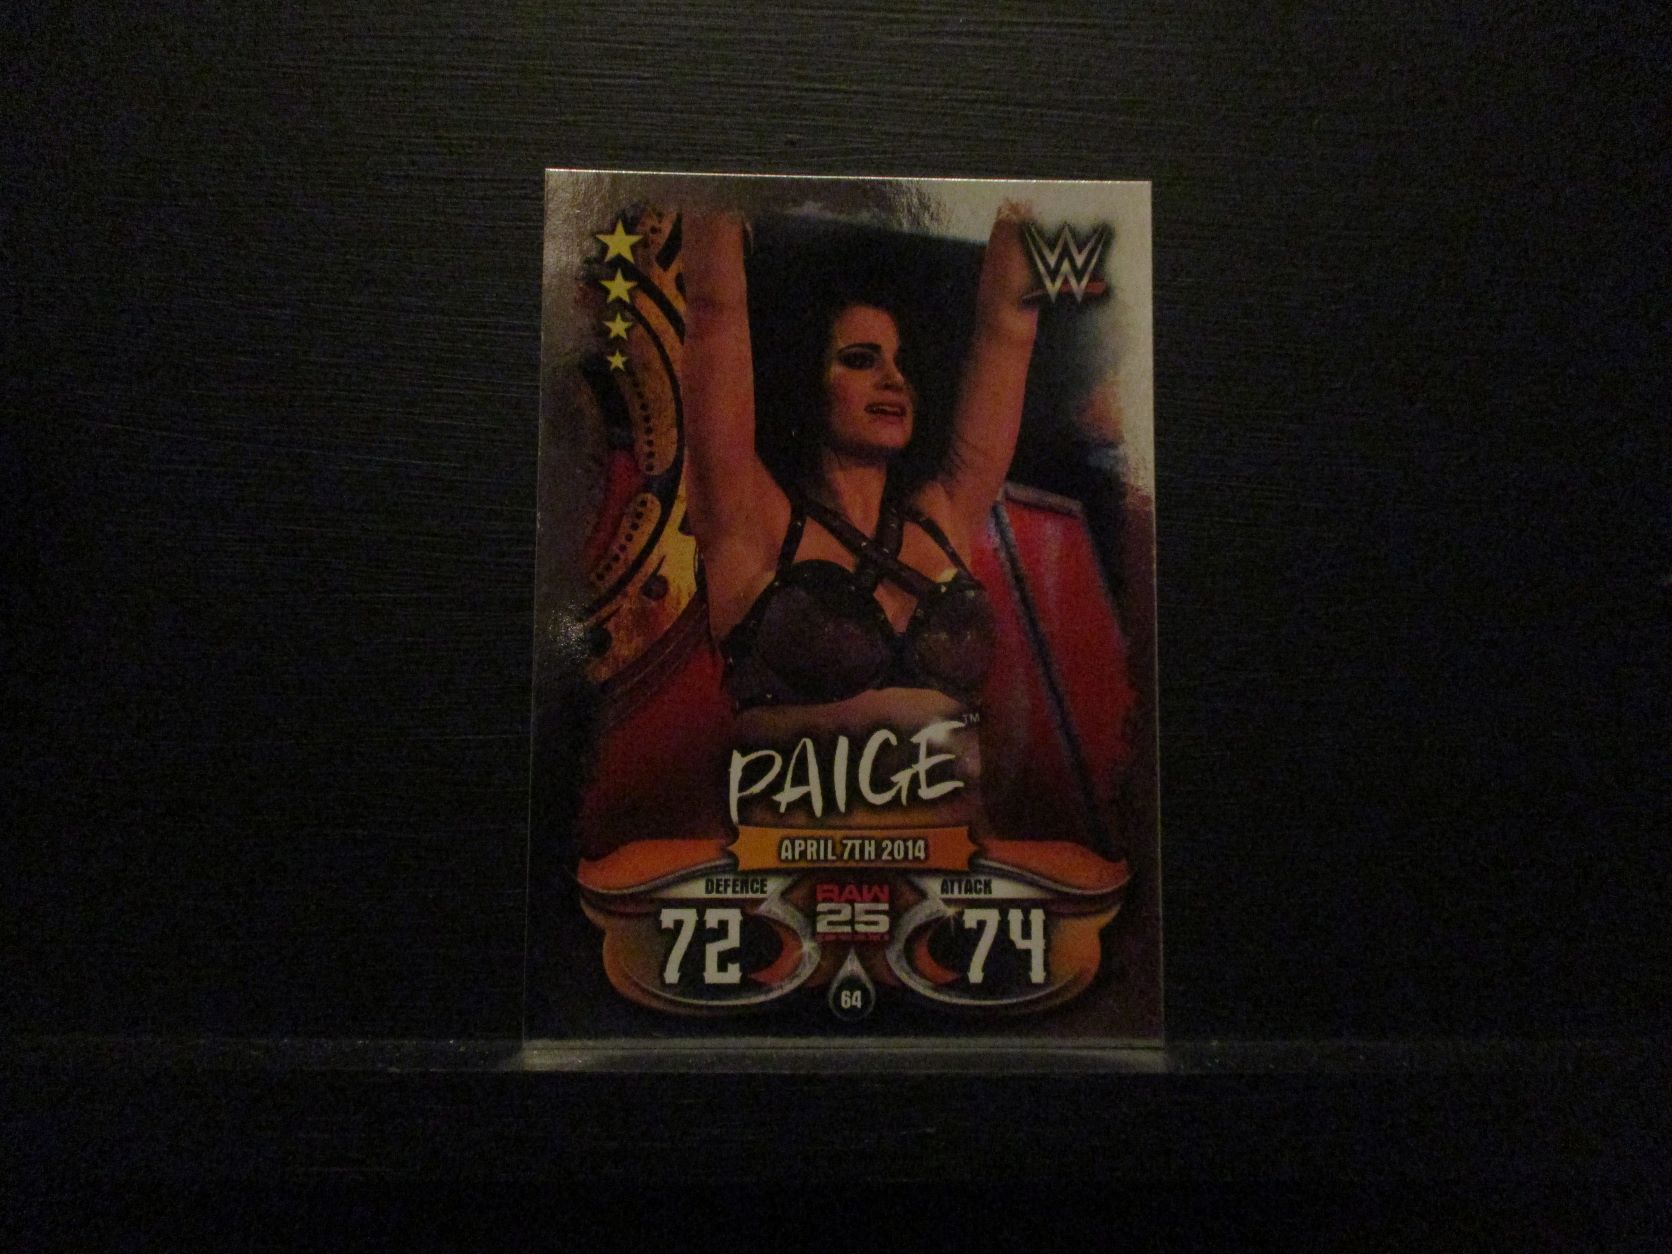 W
PAIGE™
APRIL 7TH 2014
DEFENCE
ATTACK
RAW
25
72
74
64